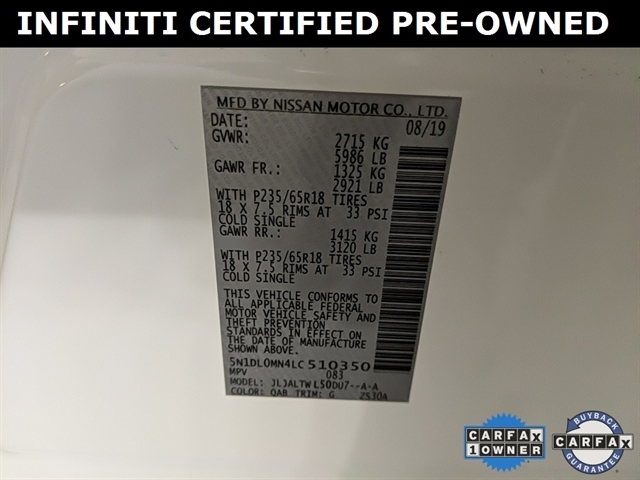 INFINITI CERTIFIED PRE-OWNED
MFD BY NISSAN MOTOR CO., LTD.
DATE: 08/19
GVWR: 2715 KG
5986 LB
GAWR FR.: 1325 KG
2921 LB
WITH P235/65R18 TIRES
18 X 7.5 RIMS AT 33 PSI
COLD SINGLE
GAWR RR.: 1415 KG
3120 LB
WITH P235/65R18 TIRES
18 X 7.5 RIMS AT 33 PSI
COLD SINGLE
THIS VEHICLE CONFORMS TO
ALL APPLICABLE FEDERAL
MOTOR VEHICLE SAFETY AND
THEFT PREVENTION
STANDARDS IN EFFECT
ON THE DATE OF MANUFACTURE
SHOWN ABOVE.
5N1DL0MN4LC510350
MPV 083
MODEL: JLJALTWL50DU7--A-A
COLOR: QAB TRIM: G 2S30A
CARFAX
1 OWNER
BUYBACK
CARFAX
GUARANTEE